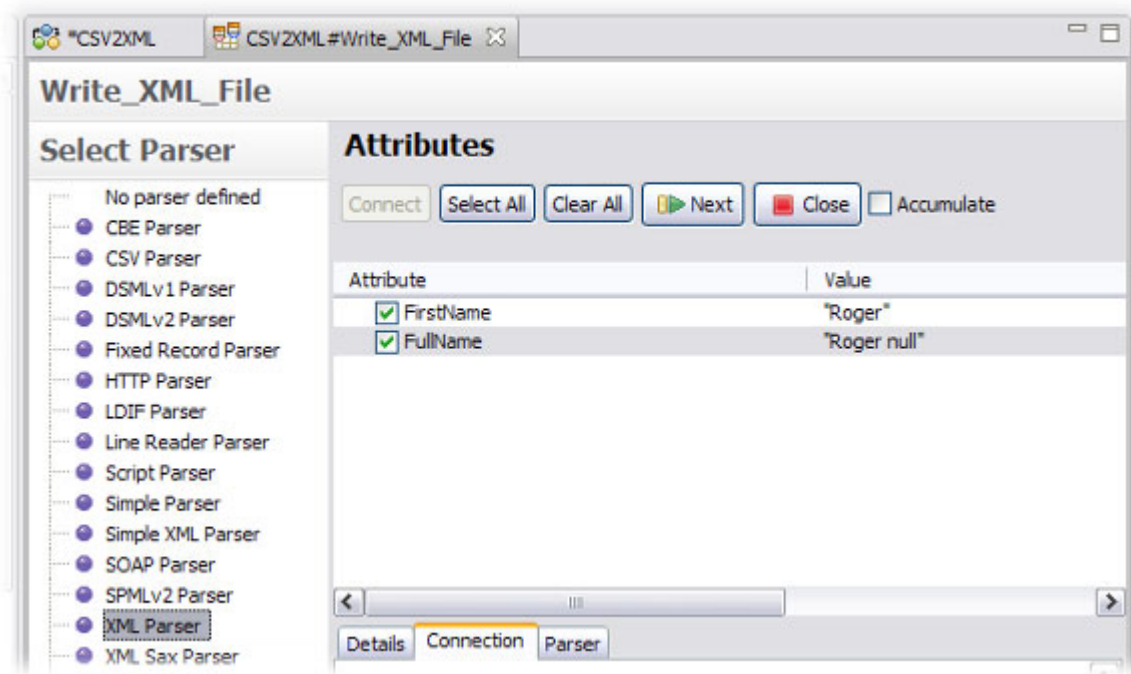 *CSV2XML
CSV2XML#Write_XML_File
Write_XML_File
Select Parser
No parser defined
CBE Parser
CSV Parser
DSMLv1 Parser
DSMLv2 Parser
Fixed Record Parser
HTTP Parser
LDIF Parser
Line Reader Parser
Script Parser
Simple Parser
Simple XML Parser
SOAP Parser
SPMLv2 Parser
XML Parser
XML Sax Parser
Attributes
Connect Select All Clear All Next Close Accumulate
Attribute Value
FirstName "Roger"
FullName "Roger null"
Details Connection Parser